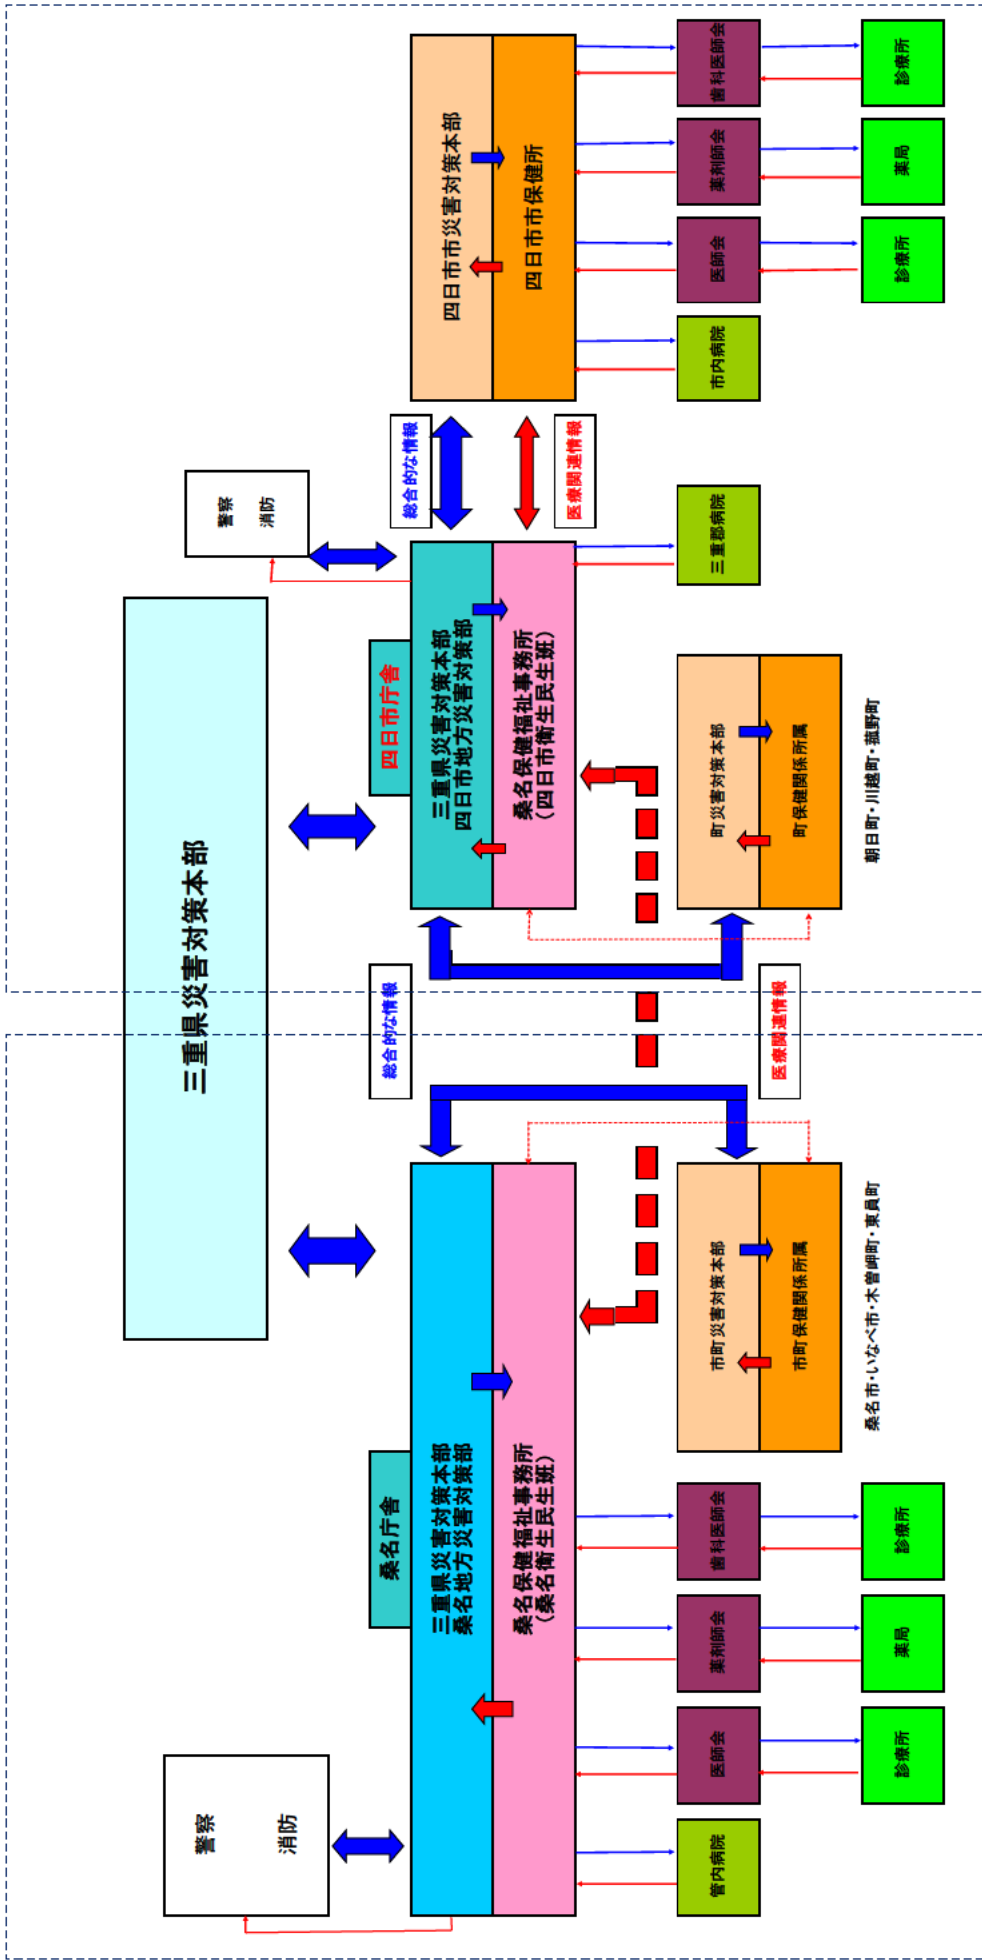 三重県災害対策本部
警察
消防
桑名庁舎
三重県災害対策本部
桑名地方災害対策部
桑名保健福祉事務所
（桑名衛生民生班）
管内病院
医師会
診療所
薬剤師会
薬局
歯科医師会
診療所
市町災害対策本部
市町保健関係所属
桑名市・いなべ市・木曽岬町・東員町
総合的な情報
医療関連情報
警察
消防
四日市庁舎
三重県災害対策本部
四日市地方災害対策部
桑名保健福祉事務所
（四日市衛生民生班）
町災害対策本部
町保健関係所属
朝日町・川越町・菰野町
三重郡病院
総合的な情報
医療関連情報
四日市市災害対策本部
四日市市保健所
市内病院
医師会
診療所
薬剤師会
薬局
歯科医師会
診療所